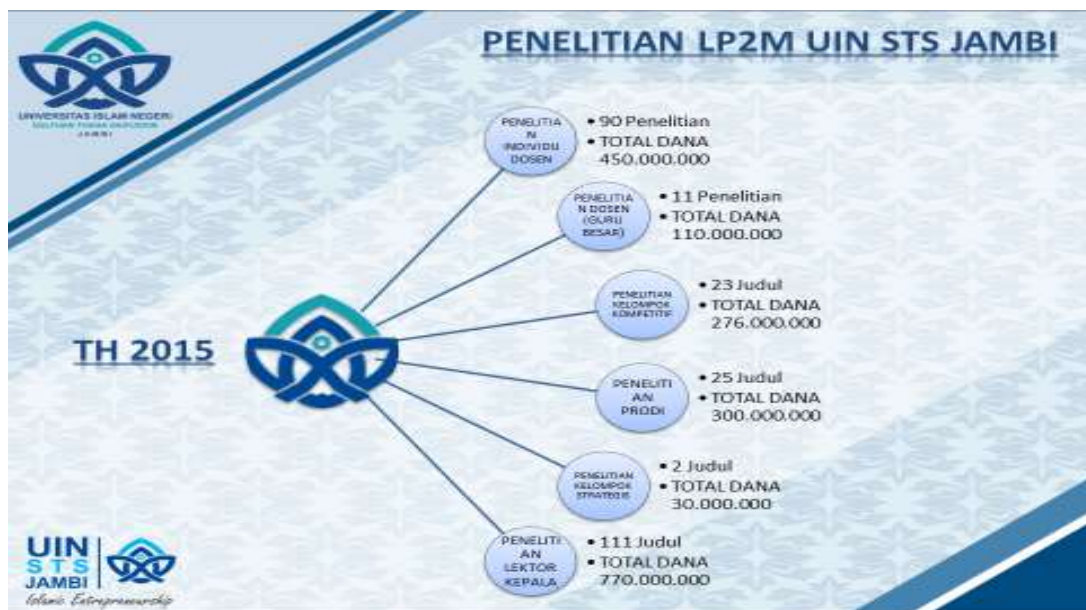 PENELITIAN LP2M UIN STS JAMBI
UNIVERSITAS ISLAM NEGERI
JAMBI
PENELITIA
N
INDIVIDU
DOSEN
• 90 Penelitian
• TOTAL DANA
450.000.000
PENELITIA
N DOSEN
(GURU
BESAR)
• 11 Penelitian
• TOTAL DANA
110.000.000
PENELITIAN
KELOMPOK
KOMPETITIF
• 23 Judul
• TOTAL DANA
276.000.000
TH 2015
PENELITI
AN
PRODI
• 25 Judul
• TOTAL DANA
300.000.000
PENELITIAN
KELOMPOK
STRATEGIS
• 2 Judul
• TOTAL DANA
30.000.000
PENELITI
AN
LEKTOR
KEPALA
• 111 Judul
• TOTAL DANA
770.000.000
UIN
STS
JAMBI
Islamic Entrepreneurship